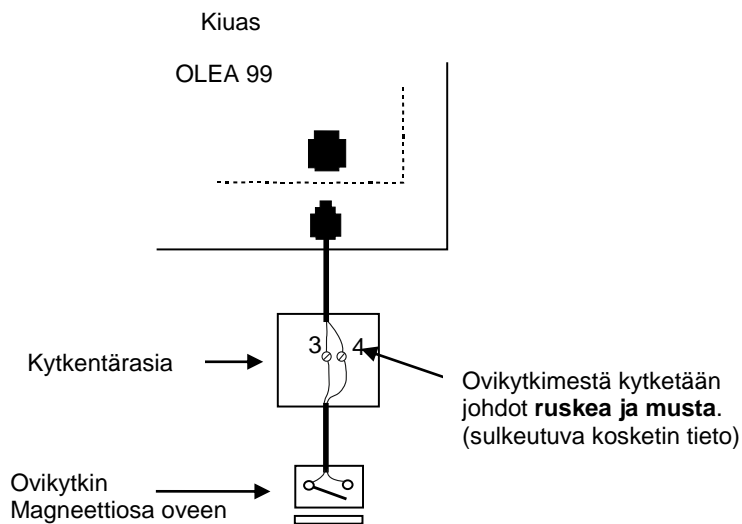 Kiuas
OLEA 99
3 4
Kytkentärasia
Ovikytkimestä kytketään
johdot ruskea ja musta.
(sulkeutuva kosketin tieto)
Ovikytkin
Magneettiosa oveen